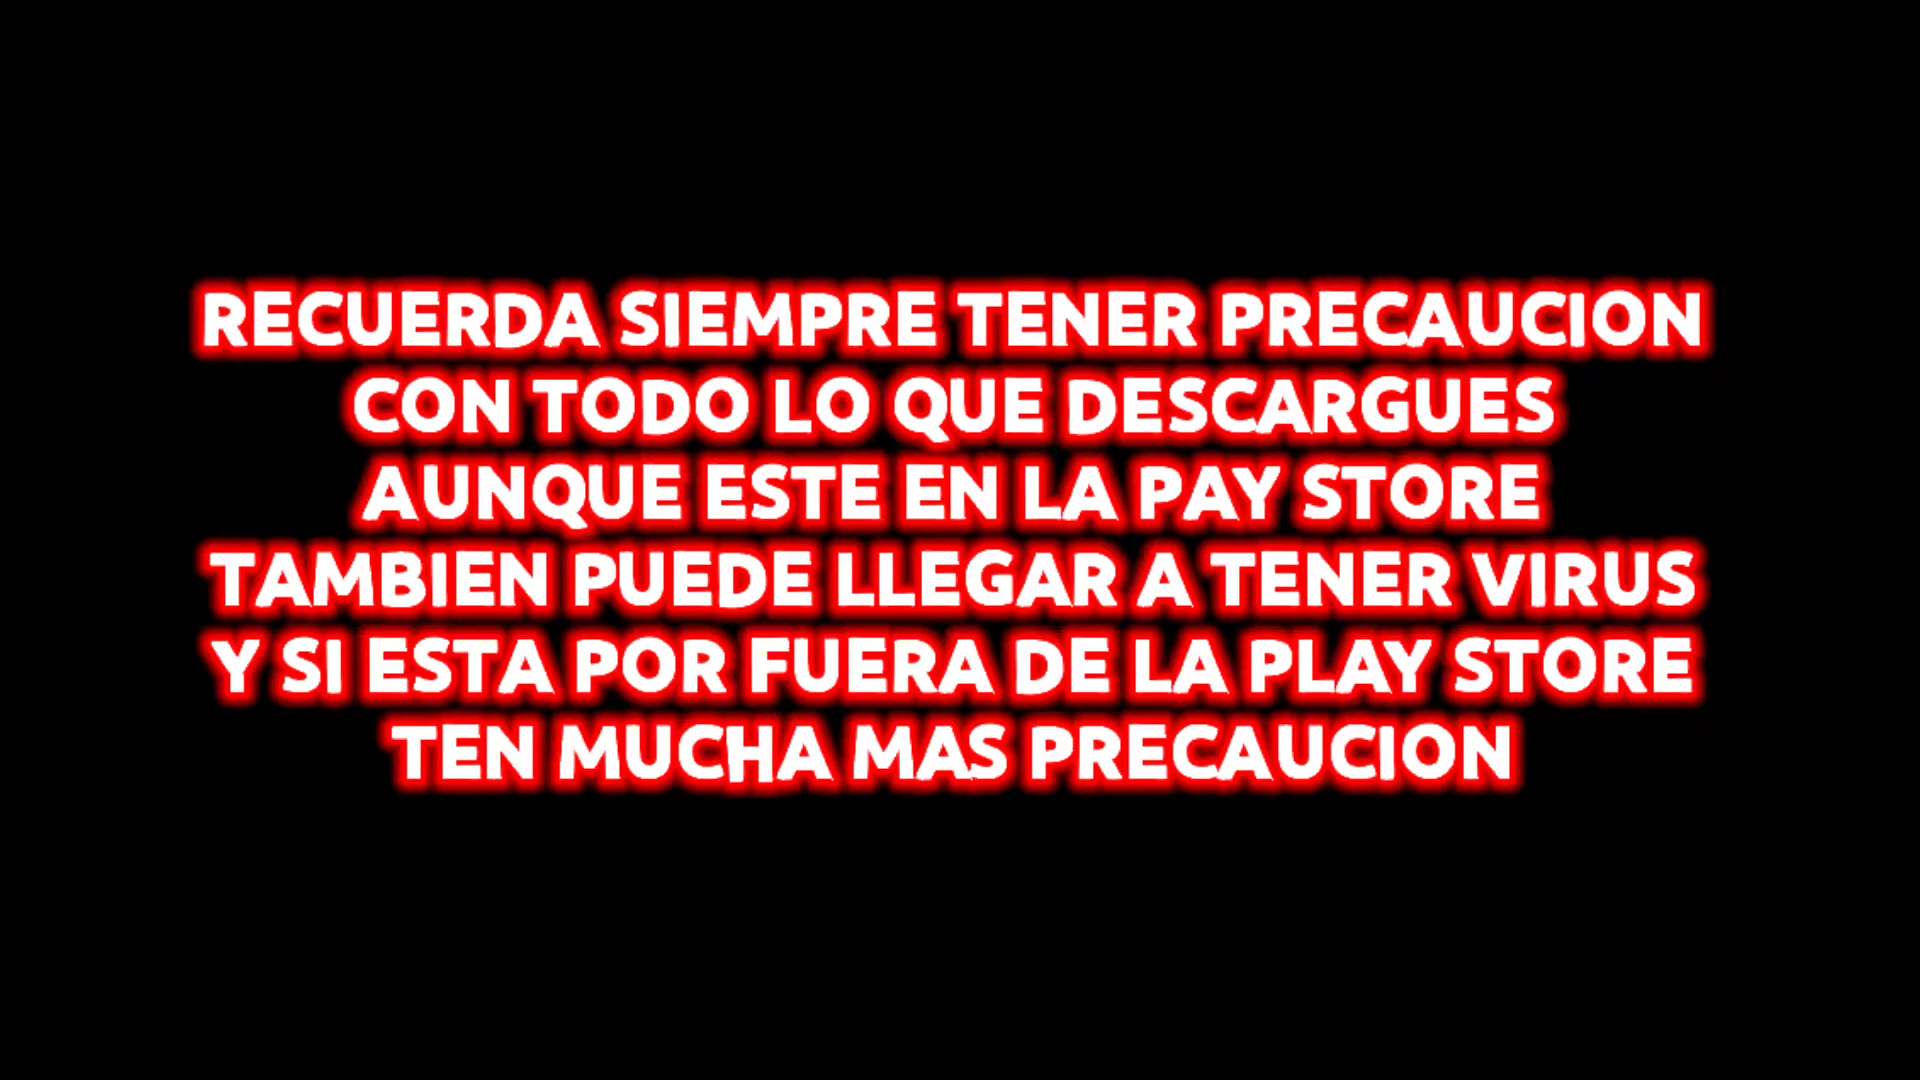 RECUERDA SIEMPRE TENER PRECAUCION
CON TODO LO QUE DESCARGUES
AUNQUE ESTE EN LA PAY STORE
TAMBIEN PUEDE LLEGAR A TENER VIRUS
Y SI ESTA POR FUERA DE LA PLAY STORE
TEN MUCHA MAS PRECAUCION